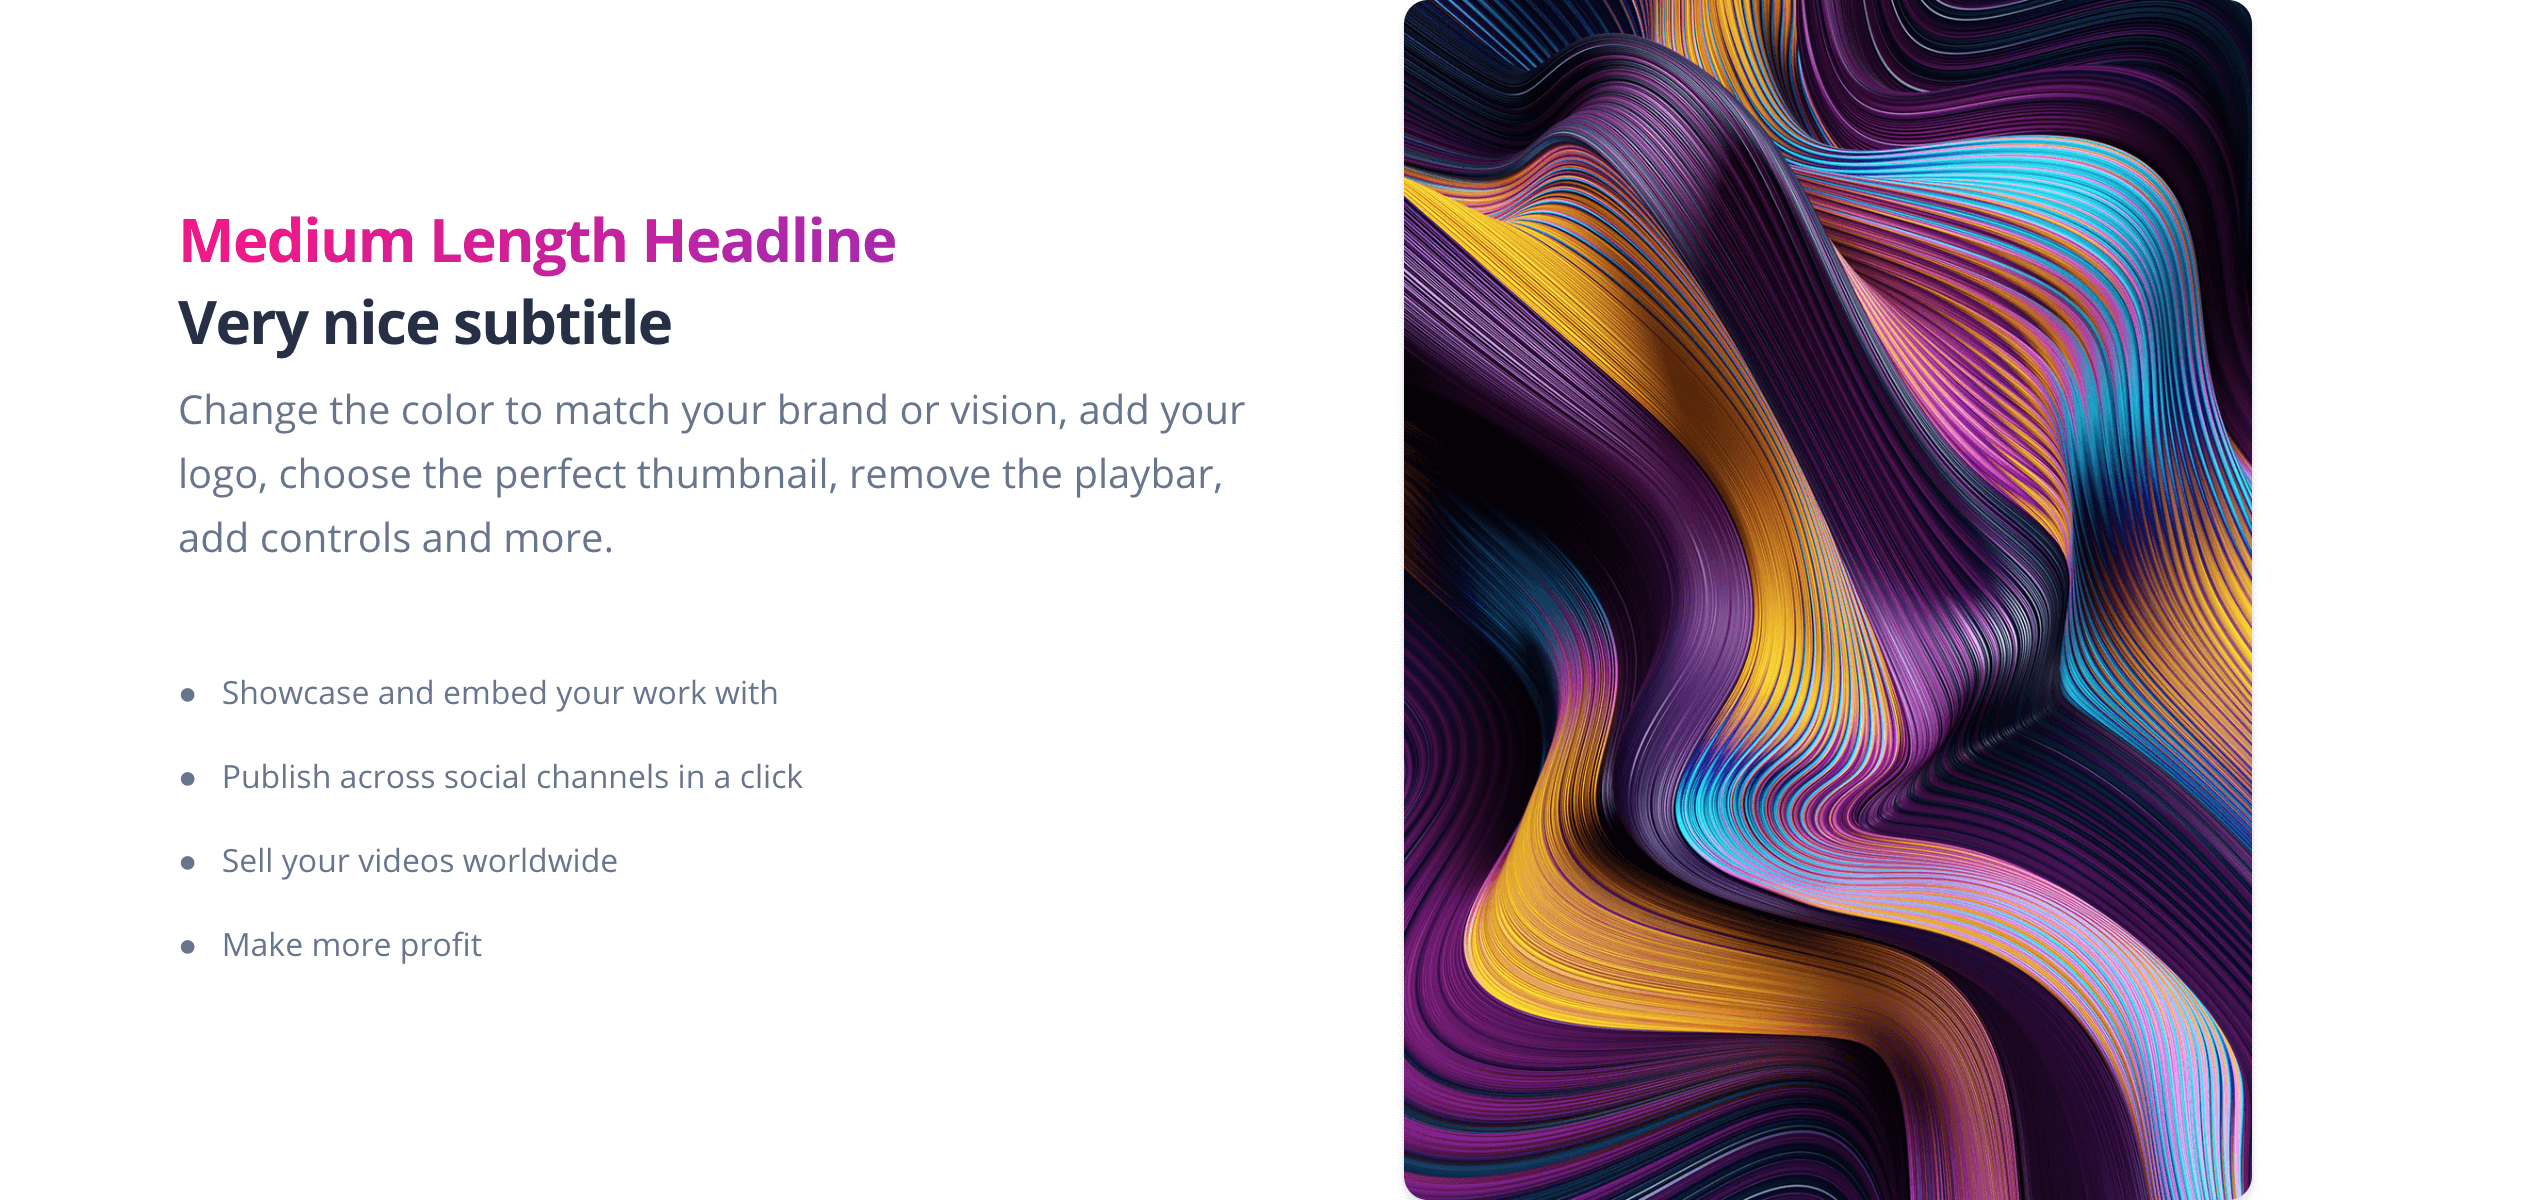 Medium Length Headline
Very nice subtitle
Change the color to match your brand or vision, add your
logo, choose the perfect thumbnail, remove the playbar,
add controls and more.
● Showcase and embed your work with
● Publish across social channels in a click
● Sell your videos worldwide
● Make more profit